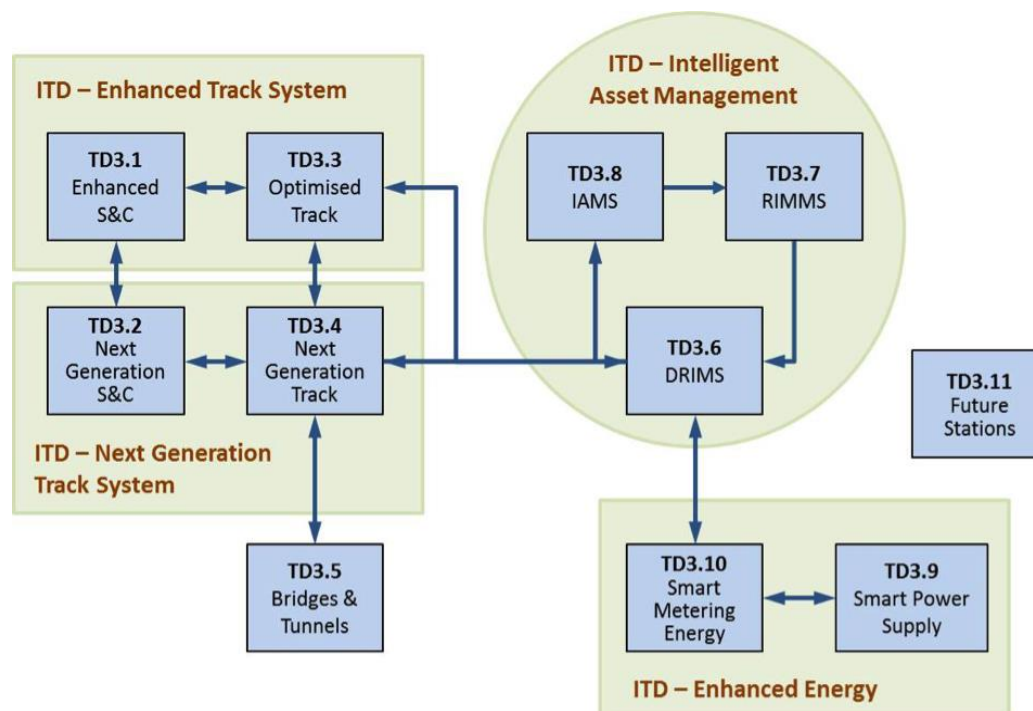 ITD – Enhanced Track System
TD3.1
Enhanced
S&C
TD3.3
Optimised
Track
TD3.2
Next
Generation
S&C
TD3.4
Next
Generation
Track
ITD – Next Generation
Track System
TD3.5
Bridges &
Tunnels
ITD – Intelligent
Asset Management
TD3.8
IAMS
TD3.7
RIMMS
TD3.6
DRIMS
TD3.11
Future
Stations
TD3.10
Smart
Metering
Energy
TD3.9
Smart Power
Supply
ITD – Enhanced Energy